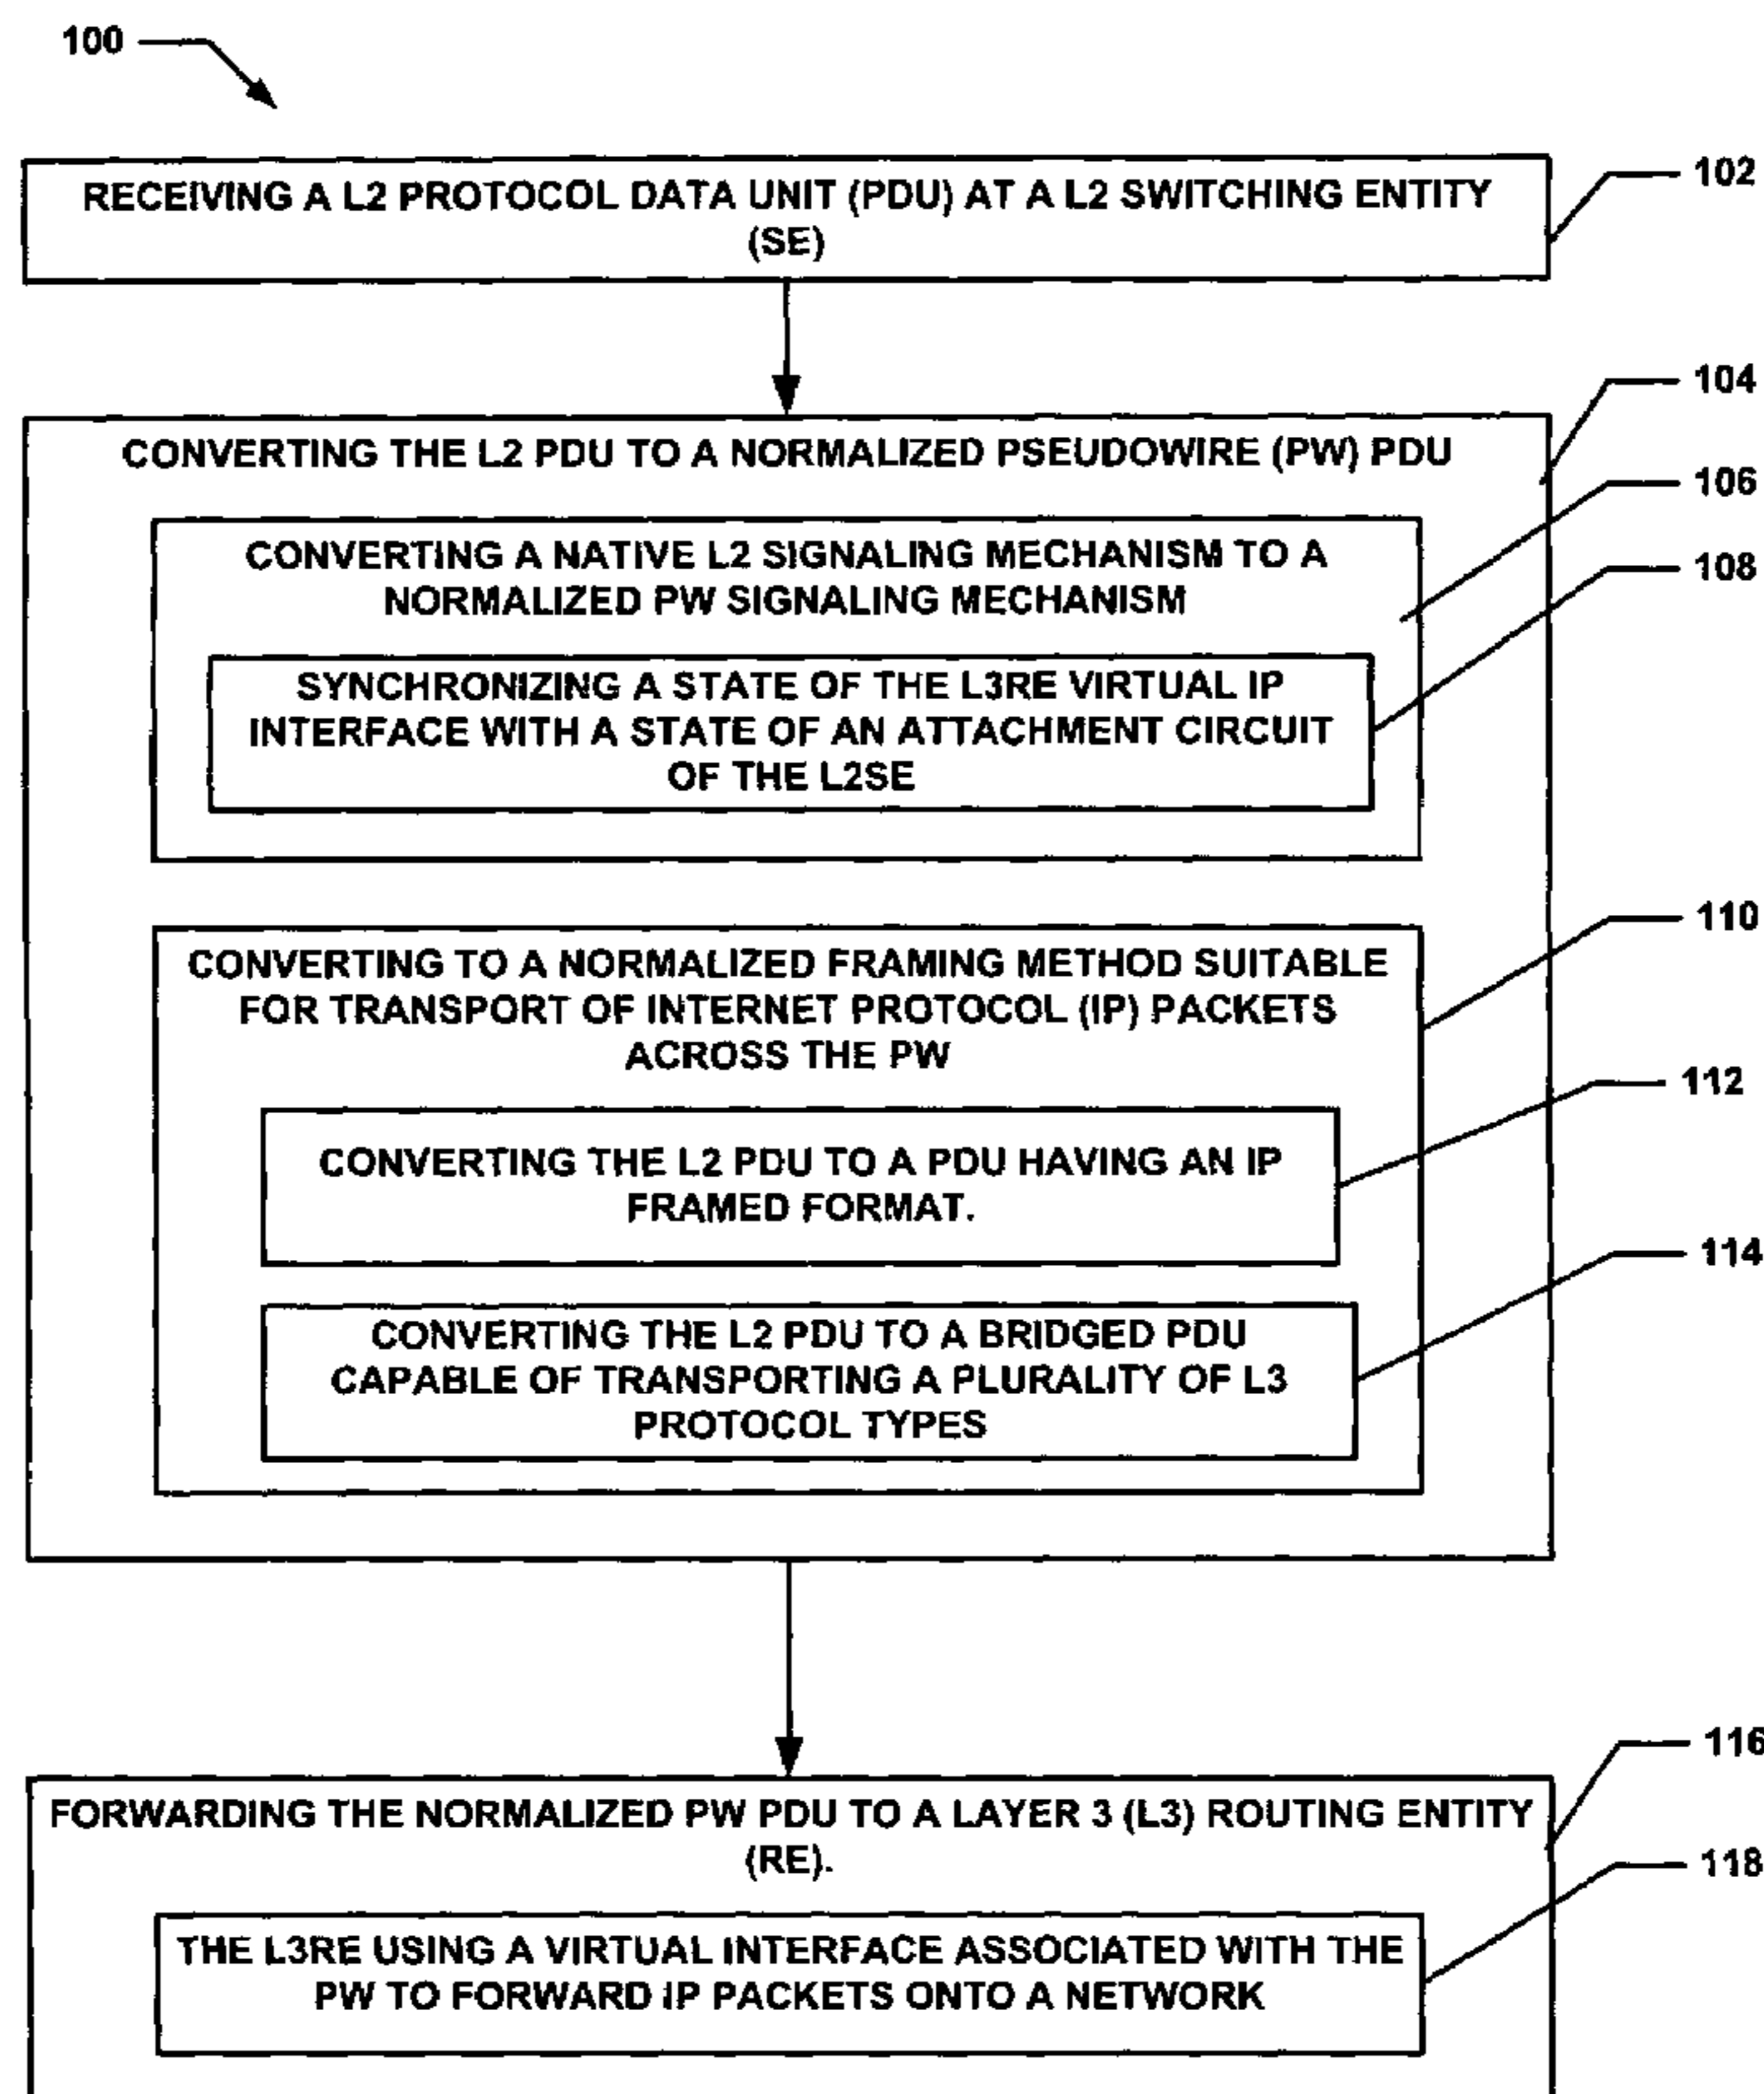 100
RECEIVING A L2 PROTOCOL DATA UNIT (PDU) AT A L2 SWITCHING ENTITY
(SE)
102
104
CONVERTING THE L2 PDU TO A NORMALIZED PSEUDOWIRE (PW) PDU
106
CONVERTING A NATIVE L2 SIGNALING MECHANISM TO A
NORMALIZED PW SIGNALING MECHANISM
108
SYNCHRONIZING A STATE OF THE L3RE VIRTUAL IP
INTERFACE WITH A STATE OF AN ATTACHMENT CIRCUIT
OF THE L2SE
110
CONVERTING TO A NORMALIZED FRAMING METHOD SUITABLE
FOR TRANSPORT OF INTERNET PROTOCOL (IP) PACKETS
ACROSS THE PW
112
CONVERTING THE L2 PDU TO A PDU HAVING AN IP
FRAMED FORMAT.
114
CONVERTING THE L2 PDU TO A BRIDGED PDU
CAPABLE OF TRANSPORTING A PLURALITY OF L3
PROTOCOL TYPES
116
FORWARDING THE NORMALIZED PW PDU TO A LAYER 3 (L3) ROUTING ENTITY
(RE).
118
THE L3RE USING A VIRTUAL INTERFACE ASSOCIATED WITH THE
PW TO FORWARD IP PACKETS ONTO A NETWORK